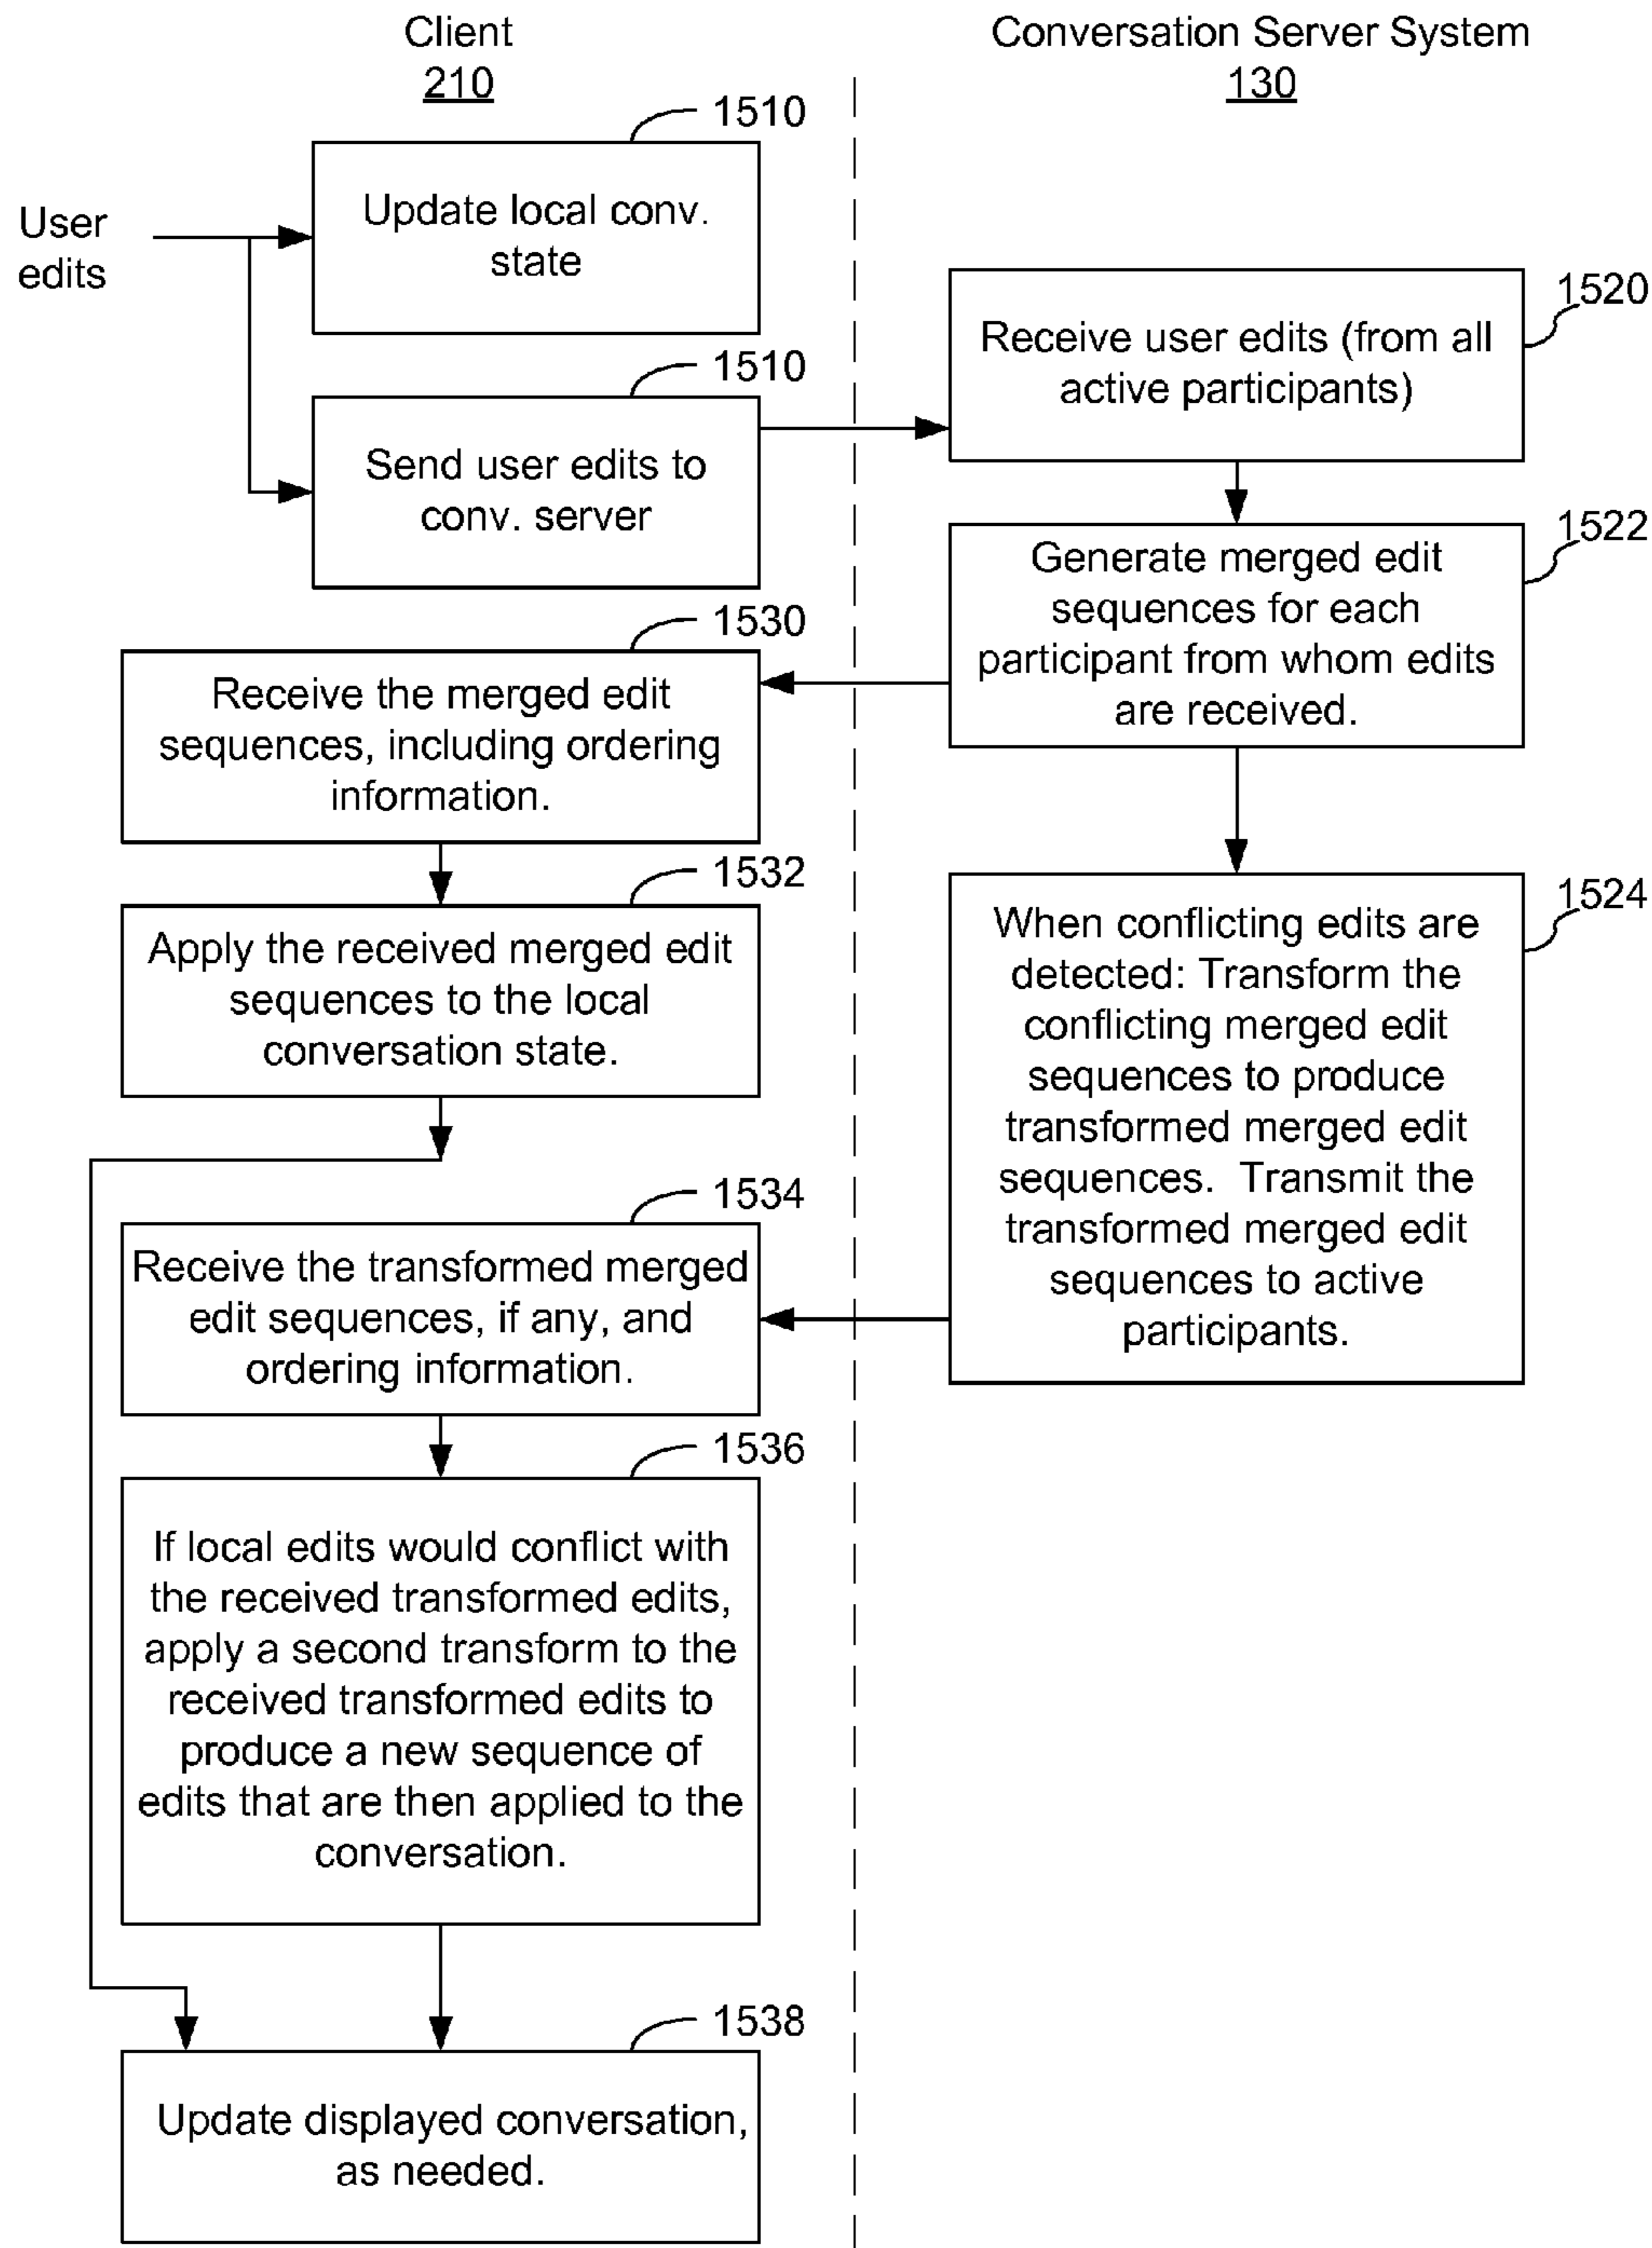 Client
210
Conversation Server System
130
User
edits
1510
Update local conv.
state
1510
Send user edits to
conv. server
1520
Receive user edits (from all
active participants)
1522
Generate merged edit
sequences for each
participant from whom edits
are received.
1530
Receive the merged edit
sequences, including ordering
information.
1532
Apply the received merged edit
sequences to the local
conversation state.
1524
When conflicting edits are
detected: Transform the
conflicting merged edit
sequences to produce
transformed merged edit
sequences.  Transmit the
transformed merged edit
sequences to active
participants.
1534
Receive the transformed merged
edit sequences, if any, and
ordering information.
1536
If local edits would conflict with
the received transformed edits,
apply a second transform to the
received transformed edits to
produce a new sequence of
edits that are then applied to the
conversation.
1538
Update displayed conversation,
as needed.